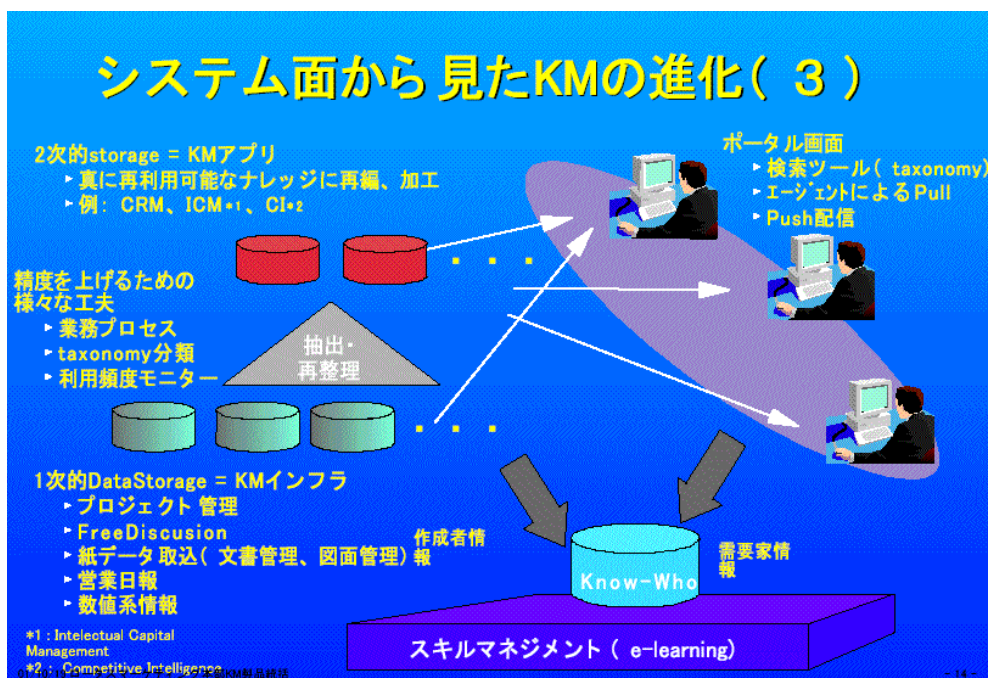 システム面から見たKMの進化( 3 )
2次的storage = KMアプリ
真に再利用可能なナレッジに再編、加工
例: CRM、ICM*1、CI*2
ポータル画面
検索ツール( taxonomy)
エージェントによるPull
Push配信
精度を上げるための
様々な工夫
業務プロセス
taxonomy分類
利用頻度モニター
抽出・
再整理
1次的DataStorage = KMインフラ
プロジェクト管理
FreeDiscusion
紙データ取込( 文書管理、図面管理)
営業日報
数値系情報
作成者情
報
需要家情
報
Know-Who
スキルマネジメント( e-learning)
*1 : Intelectual Capital
Management
*2 : Competitive Intelligence
- 14 -